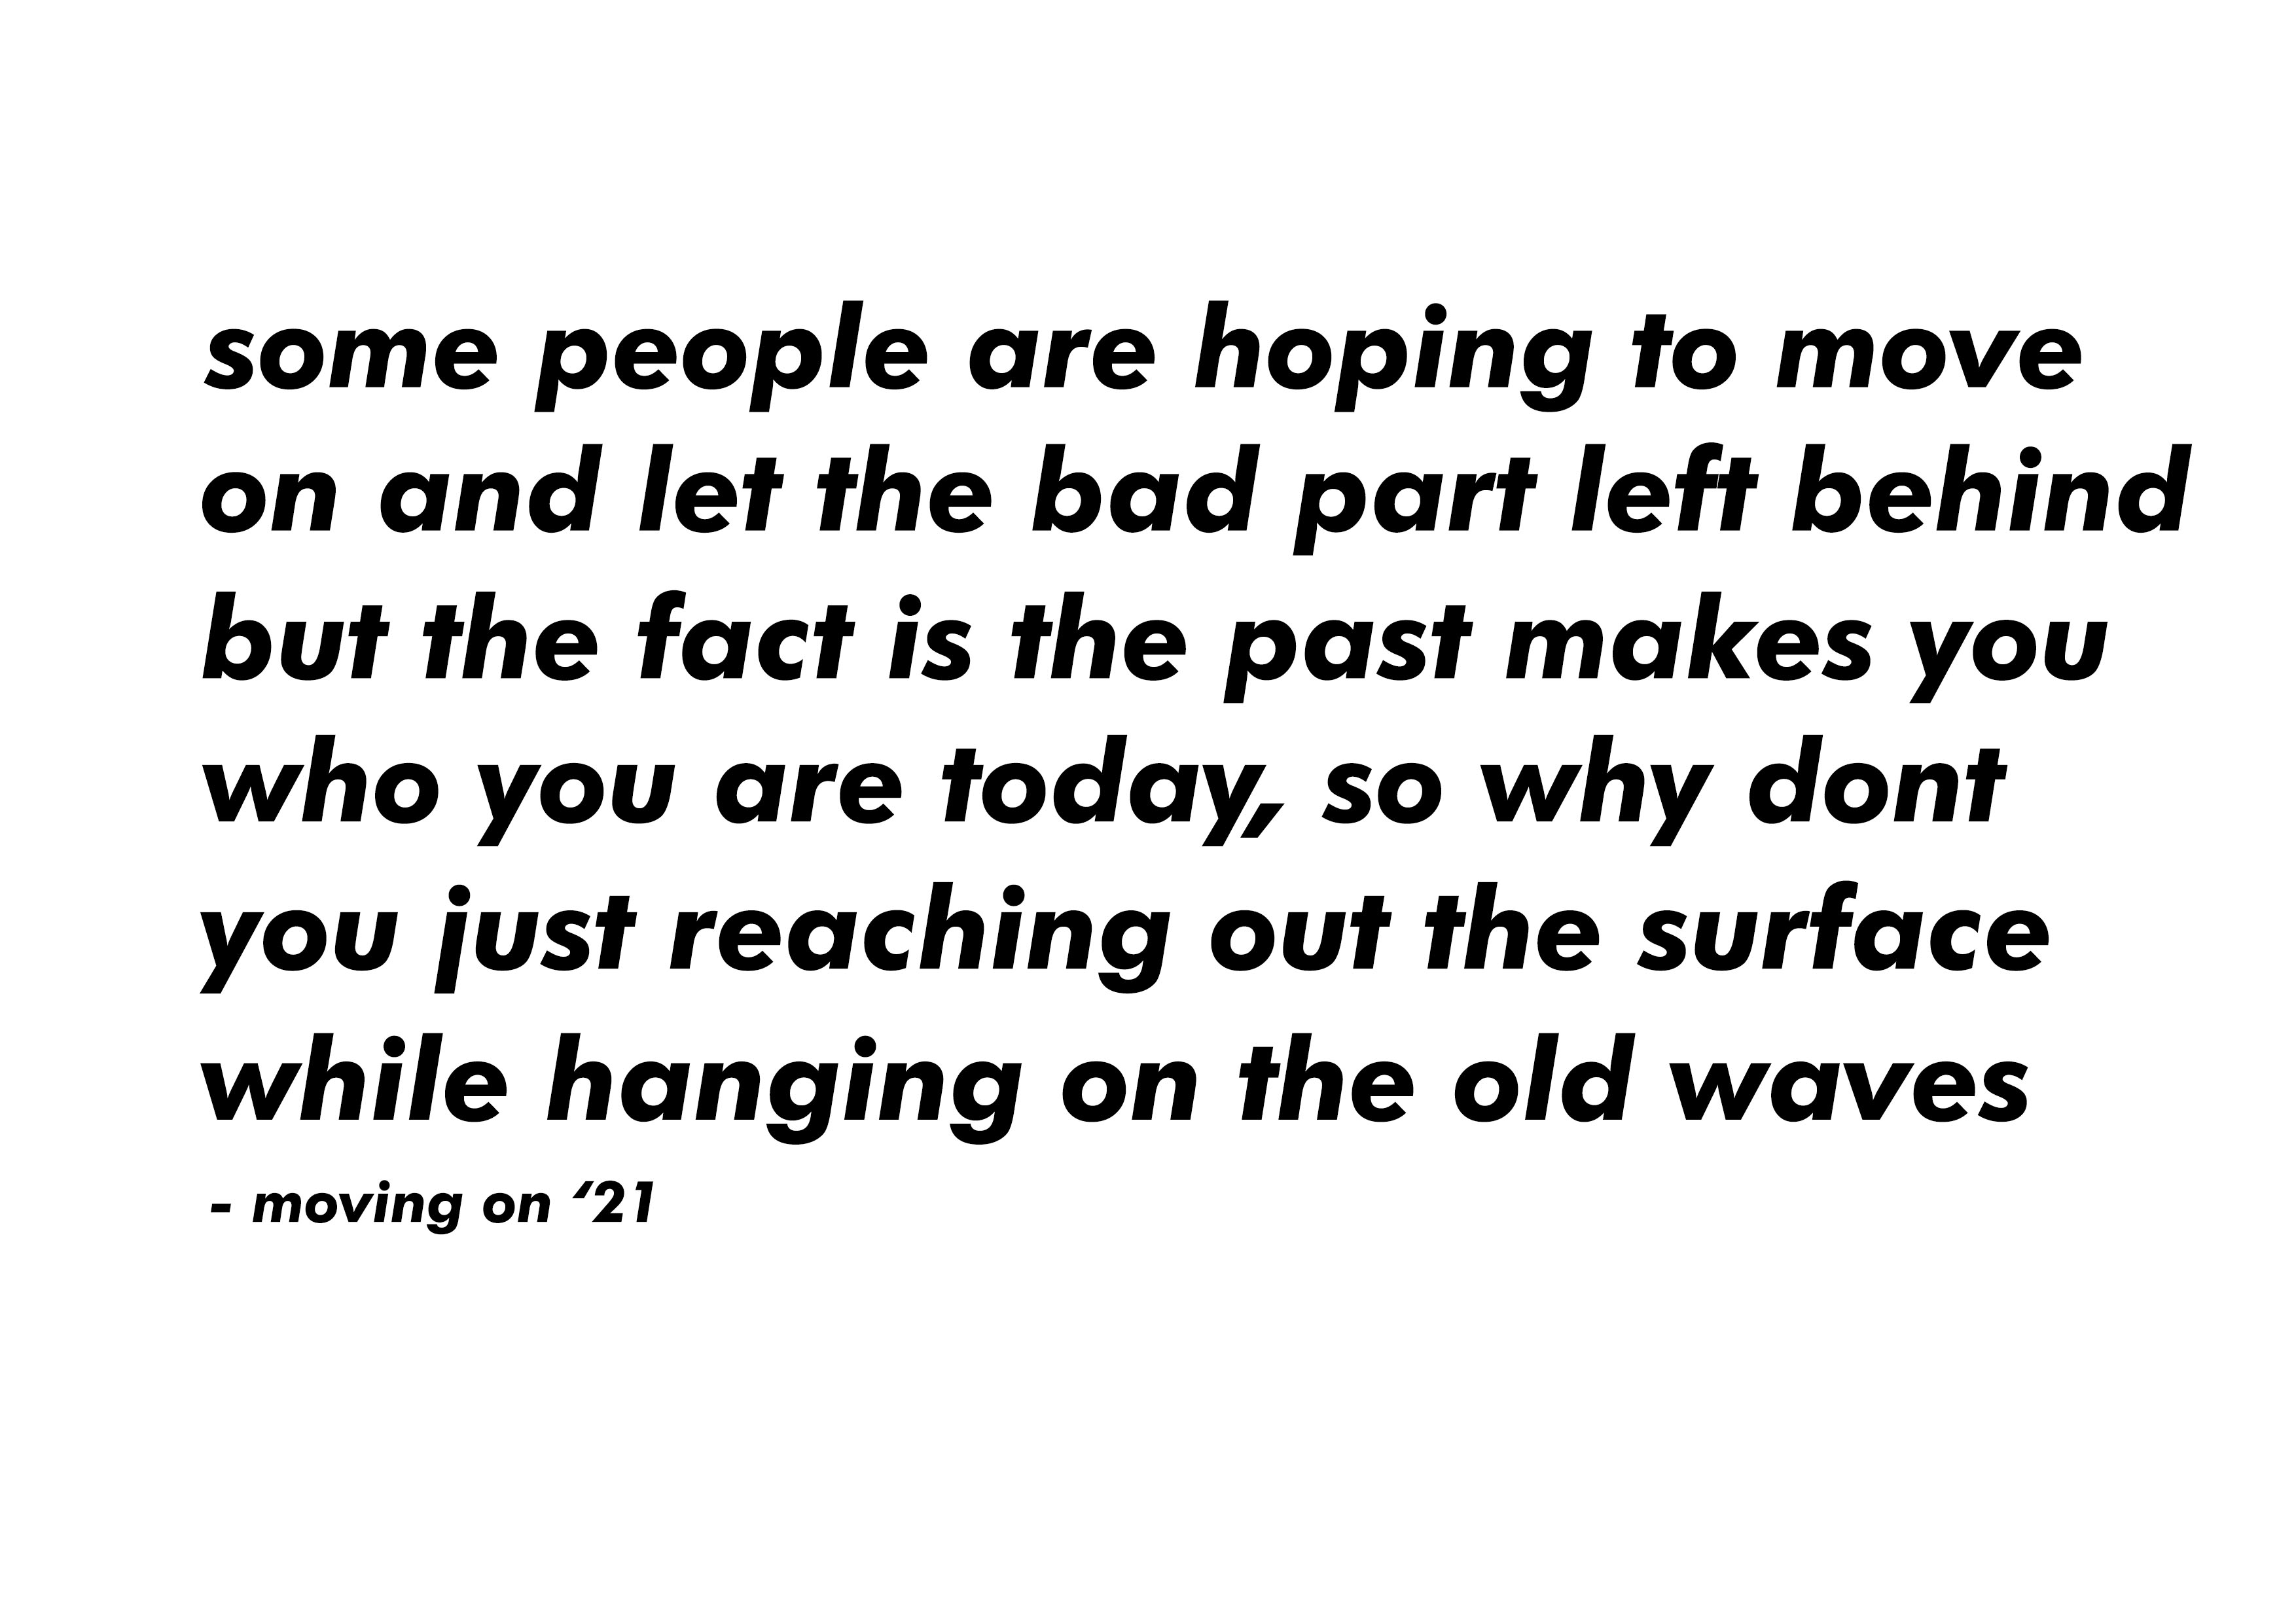 some people are hoping to move
on and let the bad part left behind
but the fact is the past makes you
who you are today, so why dont
you just reaching out the surface
while hanging on the old waves
- moving on ‘21